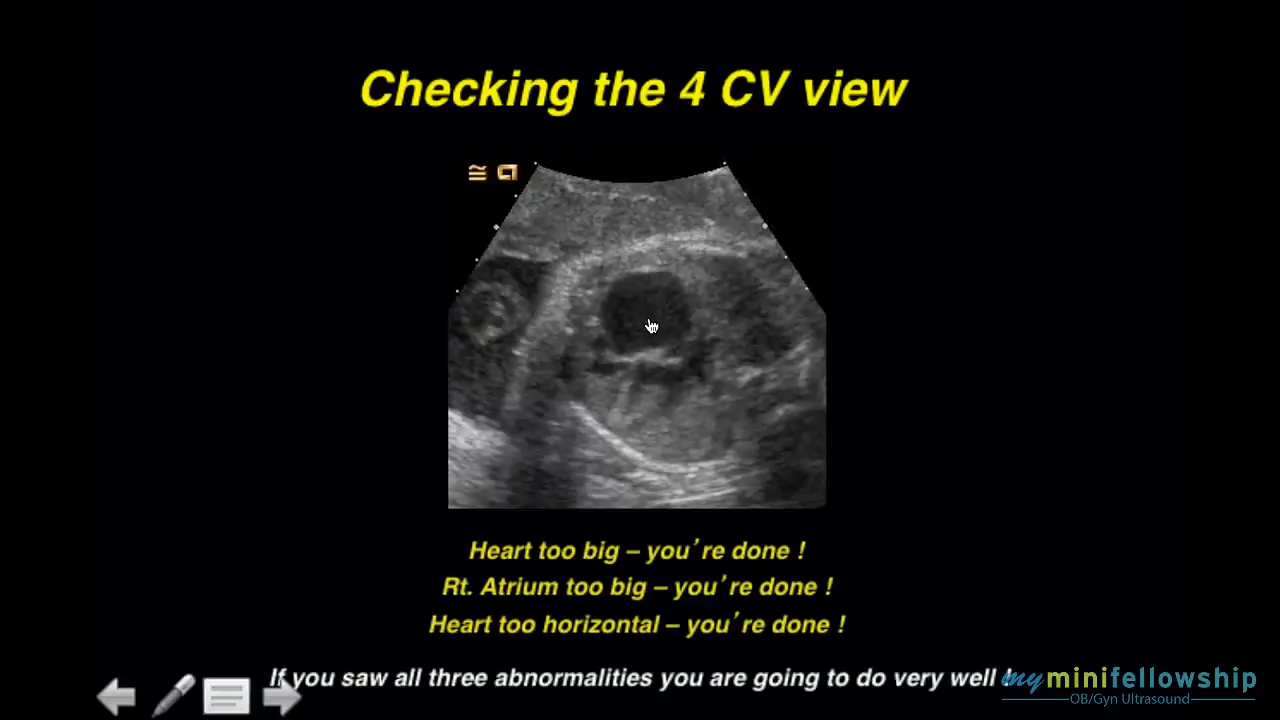 Checking the 4 CV view
Heart too big – you’re done !
Rt. Atrium too big – you’re done !
Heart too horizontal – you’re done !
If you saw all three abnormalities you are going to do very well
myminifellowship
OB/Gyn Ultrasound